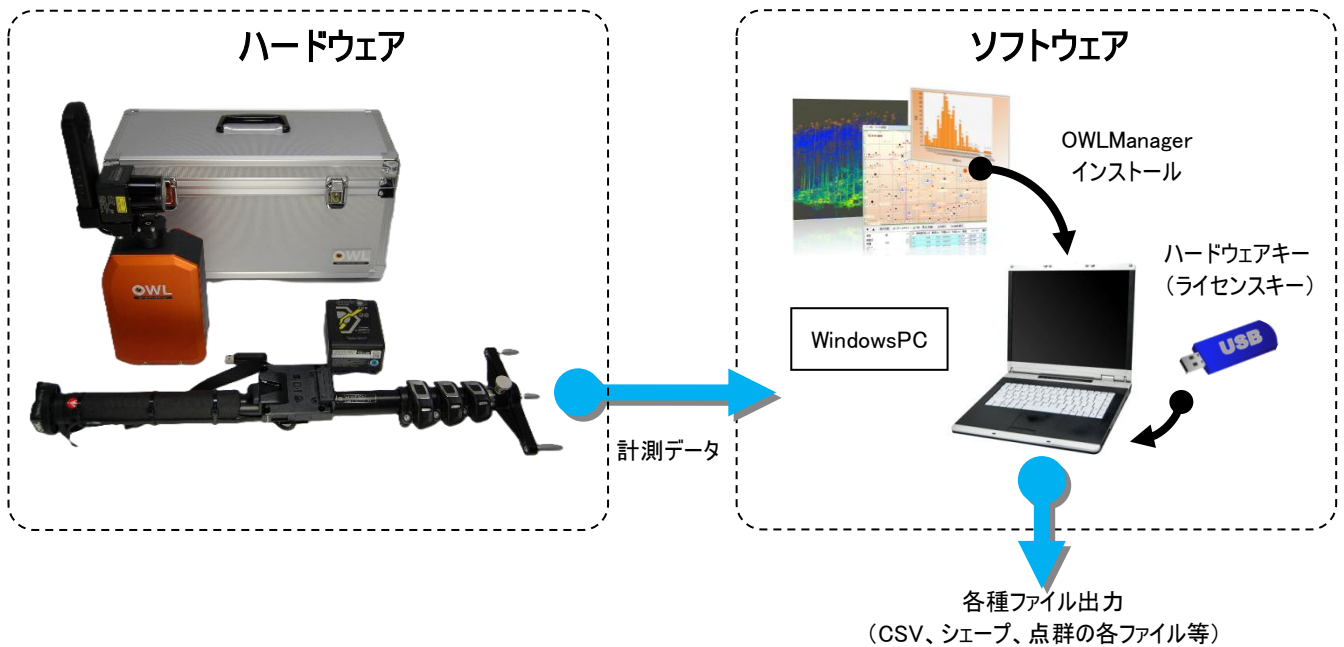 ハードウェア
OWL
OWL
計測データ
ソフトウェア
OWLManager
インストール
ハードウェアキー
（ライセンスキー）
WindowsPC
USB
各種ファイル出力
（CSV、シェープ、点群の各ファイル等）